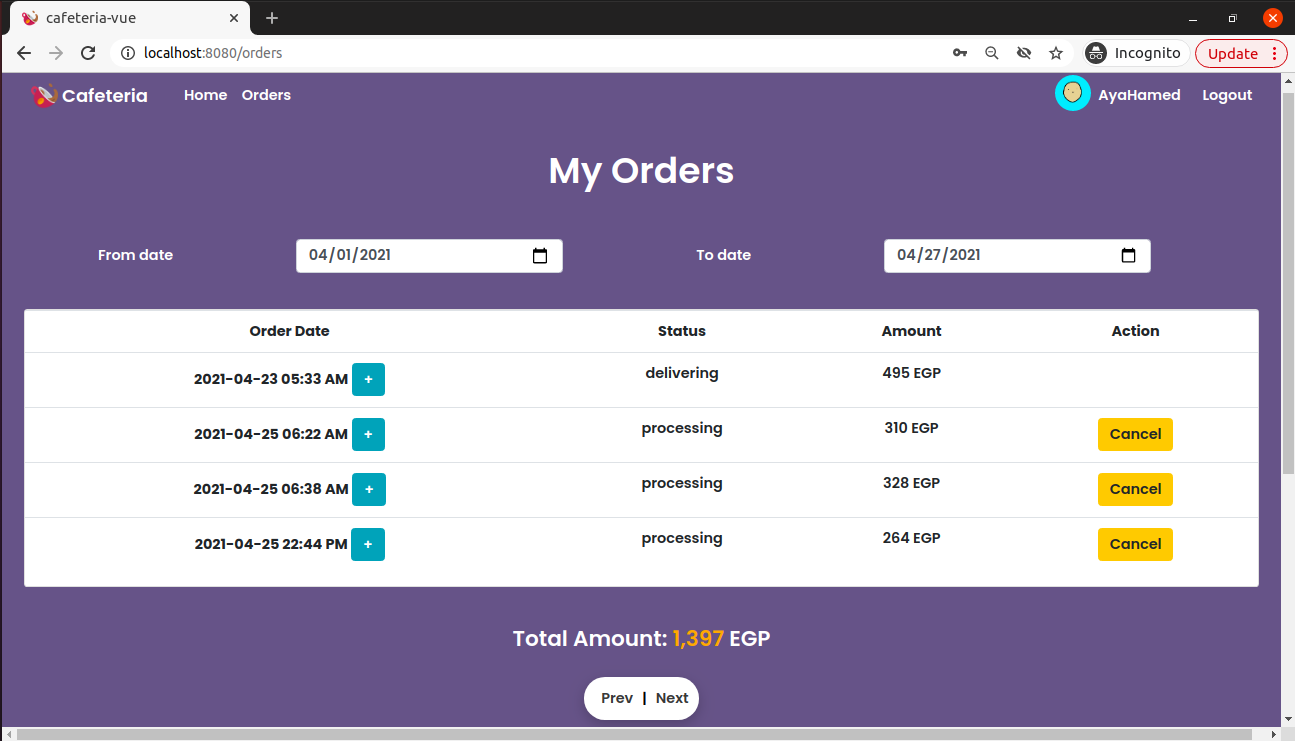 cafeteria-vue
localhost:8080/orders
Incognito
Update
Cafeteria Home Orders AyaHamed Logout
My Orders
From date 04/01/2021 To date 04/27/2021
Order Date Status Amount Action
2021-04-23 05:33 AM + delivering 495 EGP
2021-04-25 06:22 AM + processing 310 EGP Cancel
2021-04-25 06:38 AM + processing 328 EGP Cancel
2021-04-25 22:44 PM + processing 264 EGP Cancel
Total Amount: 1,397 EGP
Prev | Next